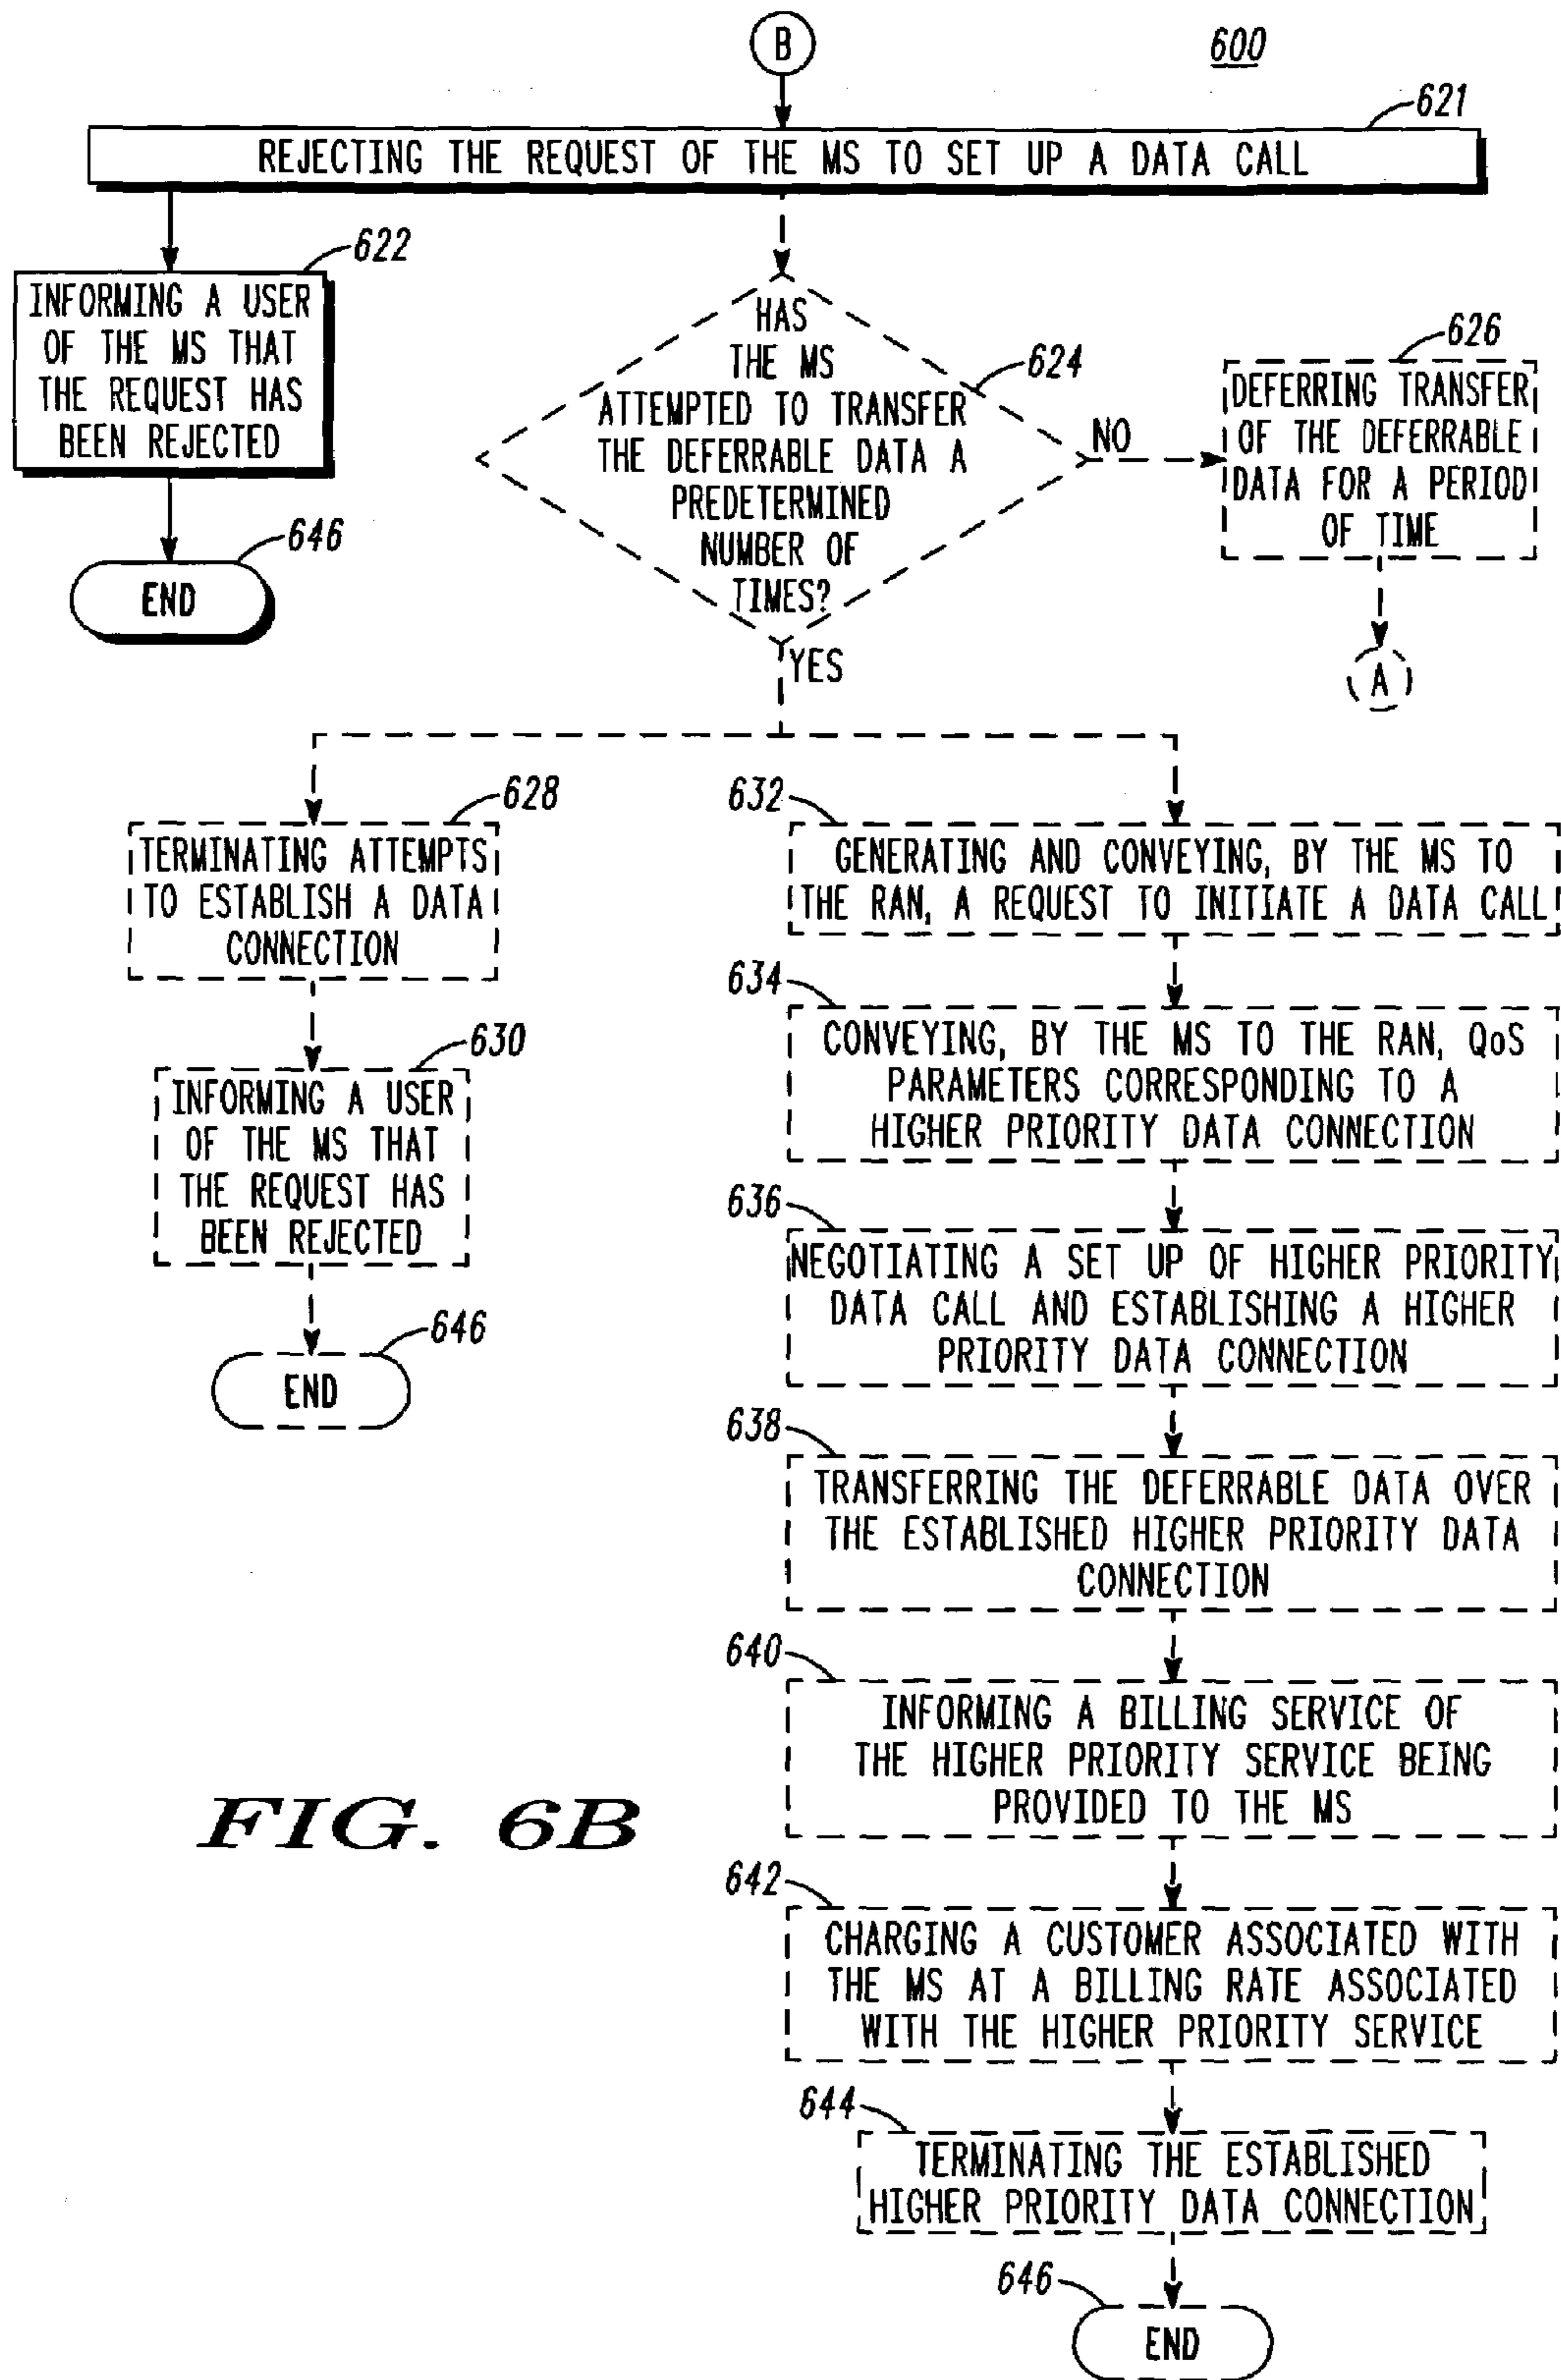 B
600
621
REJECTING THE REQUEST OF THE MS TO SET UP A DATA CALL
622
INFORMING A USER
OF THE MS THAT
THE REQUEST HAS
BEEN REJECTED
646
END
HAS
THE MS
ATTEMPTED TO TRANSFER
THE DEFERRABLE DATA A
PREDETERMINED
NUMBER OF
TIMES?
624
NO
YES
626
DEFERRING TRANSFER
OF THE DEFERRABLE
DATA FOR A PERIOD
OF TIME
A
628
TERMINATING ATTEMPTS
TO ESTABLISH A DATA
CONNECTION
630
INFORMING A USER
OF THE MS THAT
THE REQUEST HAS
BEEN REJECTED
646
END
632
GENERATING AND CONVEYING, BY THE MS TO
THE RAN, A REQUEST TO INITIATE A DATA CALL
634
CONVEYING, BY THE MS TO THE RAN, QoS
PARAMETERS CORRESPONDING TO A
HIGHER PRIORITY DATA CONNECTION
636
NEGOTIATING A SET UP OF HIGHER PRIORITY
DATA CALL AND ESTABLISHING A HIGHER
PRIORITY DATA CONNECTION
638
TRANSFERRING THE DEFERRABLE DATA OVER
THE ESTABLISHED HIGHER PRIORITY DATA
CONNECTION
640
INFORMING A BILLING SERVICE OF
THE HIGHER PRIORITY SERVICE BEING
PROVIDED TO THE MS
642
CHARGING A CUSTOMER ASSOCIATED WITH
THE MS AT A BILLING RATE ASSOCIATED
WITH THE HIGHER PRIORITY SERVICE
644
TERMINATING THE ESTABLISHED
HIGHER PRIORITY DATA CONNECTION
646
END
FIG. 6B